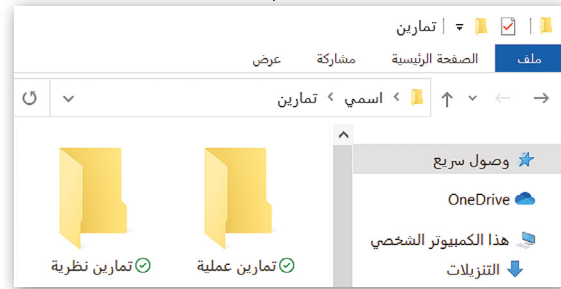 تمارين
ملف الصفحة الرئيسية مشاركة عرض
اسمي › تمارين
وصول سريع
OneDrive
هذا الكمبيوتر الشخصي
التنزيلات
تمارين عملية
تمارين نظرية